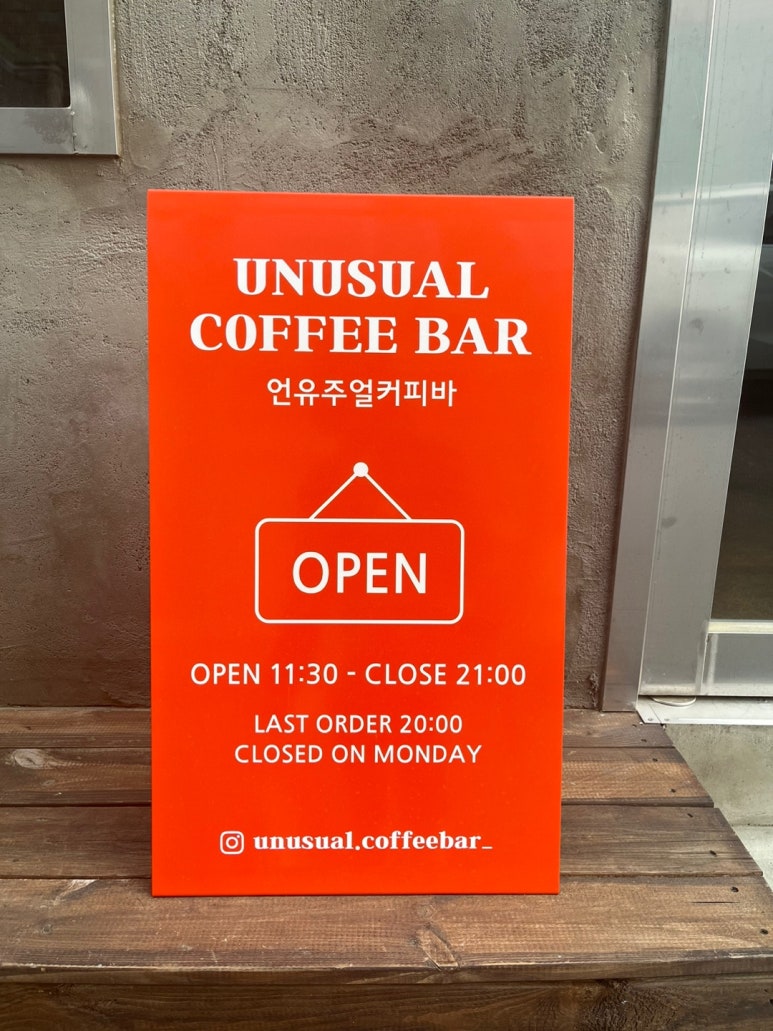 UNUSUAL
COFFEE BAR
언유주얼커피바
OPEN
OPEN 11:30 - CLOSE 21:00
LAST ORDER 20:00
CLOSED ON MONDAY
unusual.coffeebar_